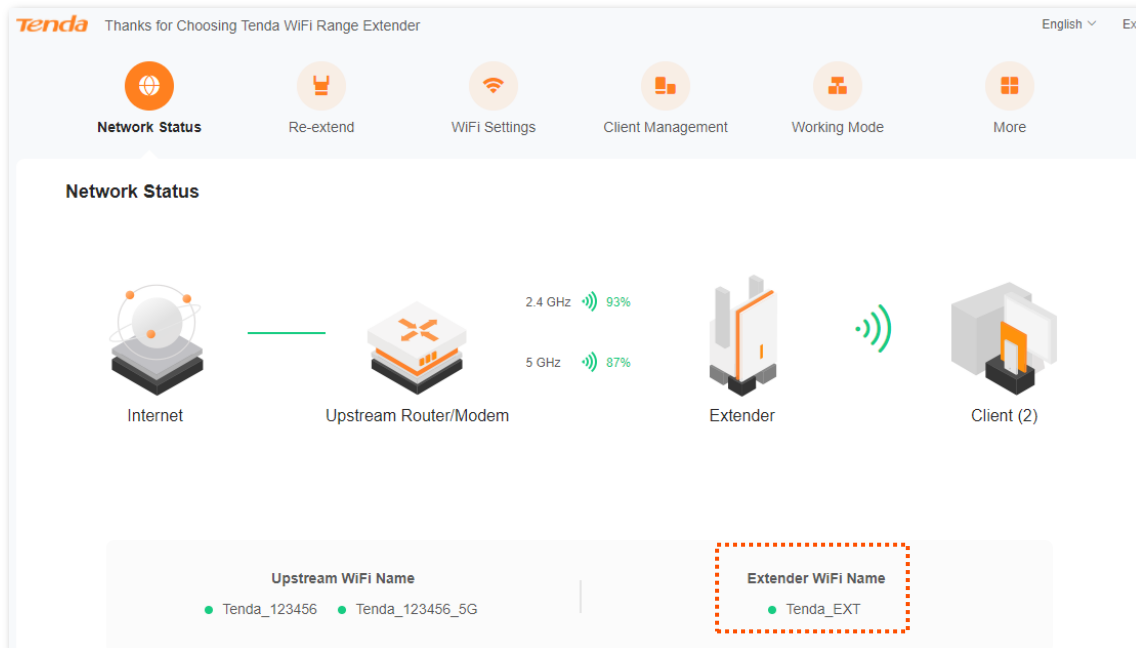 Tenda Thanks for Choosing Tenda WiFi Range Extender English
Network Status Re-extend WiFi Settings Client Management Working Mode More
Network Status
2.4 GHz 93%
5 GHz 87%
Internet Upstream Router/Modem Extender Client (2)
Upstream WiFi Name Extender WiFi Name
Tenda_123456 Tenda_123456_5G Tenda_EXT